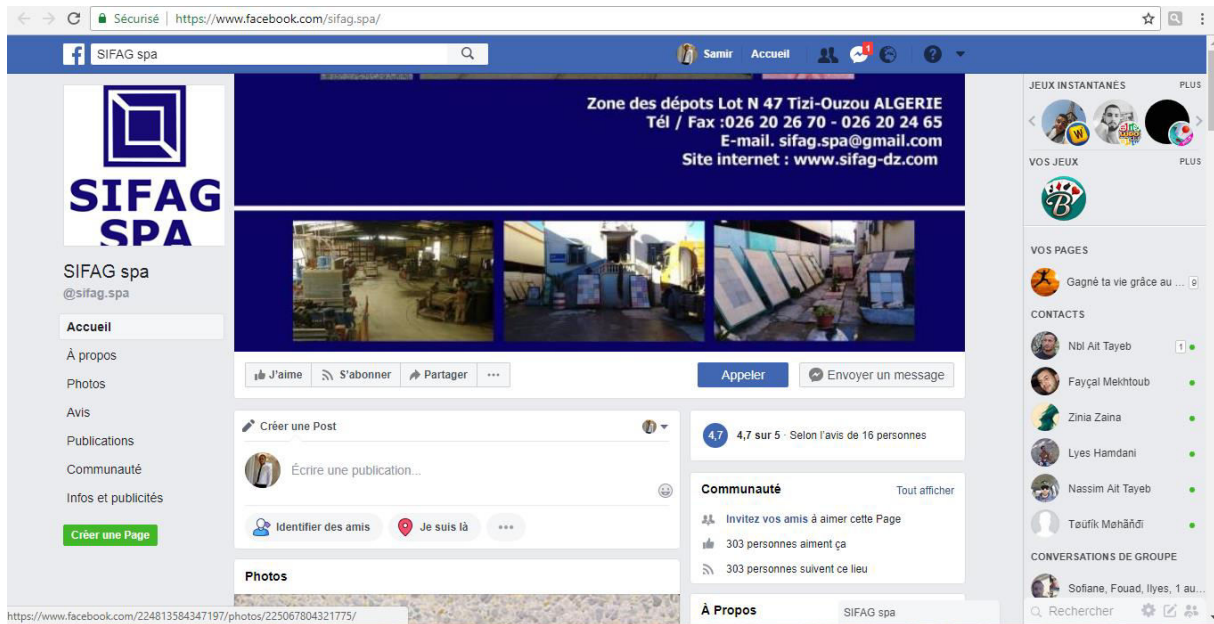 Sécurisé | https://www.facebook.com/sifag.spa/
SIFAG spa
Samir Accueil
1
SIFAG
SPA
SIFAG spa
@sifag.spa
Accueil
À propos
Photos
Avis
Publications
Communauté
Infos et publicités
Créer une Page
Zone des dépots Lot N 47 Tizi-Ouzou ALGERIE
Tél / Fax :026 20 26 70 - 026 20 24 65
E-mail. sifag.spa@gmail.com
Site internet : www.sifag-dz.com
J'aime S'abonner Partager ...
Appeler Envoyer un message
Créer une Post
Écrire une publication...
Identifier des amis Je suis là ...
Photos
4,7 4,7 sur 5 · Selon l'avis de 16 personnes
Communauté Tout afficher
Invitez vos amis à aimer cette Page
303 personnes aiment ça
303 personnes suivent ce lieu
À Propos SIFAG spa
JEUX INSTANTANÉS PLUS
W
VOS JEUX PLUS
B
VOS PAGES
Gagné ta vie grâce au ... 9
CONTACTS
Nbl Ait Tayeb 1
Fayçal Mekhtoub
Zinia Zaina
Lyes Hamdani
Nassim Ait Tayeb
Tøüfík Møhãñđī
CONVERSATIONS DE GROUPE
Sofiane, Fouad, Ilyes, 1 au...
Rechercher
https://www.facebook.com/224813584347197/photos/225067804321775/